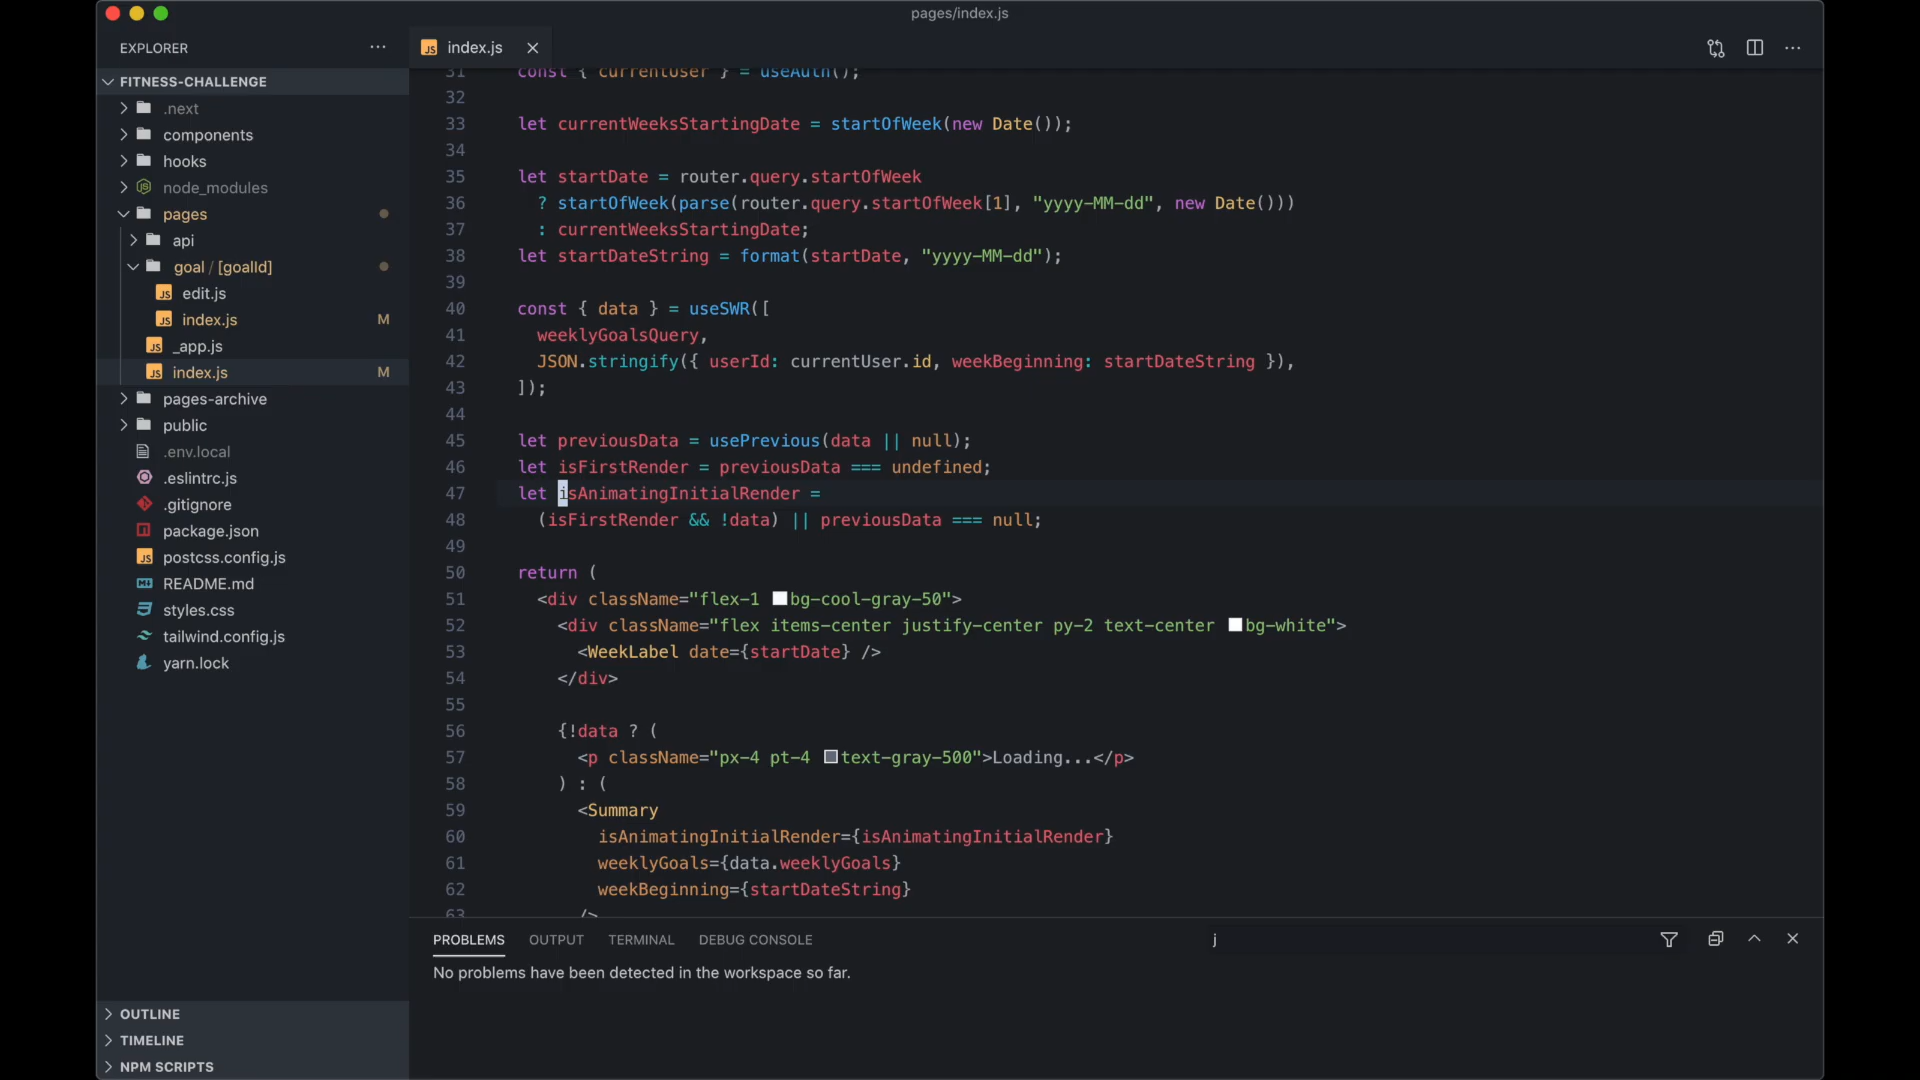 pages/index.js
EXPLORER
index.js
FITNESS-CHALLENGE
.next
components
hooks
node_modules
pages
api
goal / [goalId]
edit.js
index.js M
_app.js
index.js M
pages-archive
public
.env.local
.eslintrc.js
.gitignore
package.json
postcss.config.js
README.md
styles.css
tailwind.config.js
yarn.lock
OUTLINE
TIMELINE
NPM SCRIPTS
31 const { currentUser } = useAuth();
32
33 let currentWeeksStartingDate = startOfWeek(new Date());
34
35 let startDate = router.query.startOfWeek
36 ? startOfWeek(parse(router.query.startOfWeek[1], "yyyy-MM-dd", new Date()))
37 : currentWeeksStartingDate;
38 let startDateString = format(startDate, "yyyy-MM-dd");
39
40 const { data } = useSWR([
41 weeklyGoalsQuery,
42 JSON.stringify({ userId: currentUser.id, weekBeginning: startDateString }),
43 ]);
44
45 let previousData = usePrevious(data || null);
46 let isFirstRender = previousData === undefined;
47 let isAnimatingInitialRender =
48 (isFirstRender && !data) || previousData === null;
49
50 return (
51 <div className="flex-1 bg-cool-gray-50">
52 <div className="flex items-center justify-center py-2 text-center bg-white">
53 <WeekLabel date={startDate} />
54 </div>
55
56 {!data ? (
57 <p className="px-4 pt-4 text-gray-500">Loading...</p>
58 ) : (
59 <Summary
60 isAnimatingInitialRender={isAnimatingInitialRender}
61 weeklyGoals={data.weeklyGoals}
62 weekBeginning={startDateString}
63 />
PROBLEMS OUTPUT TERMINAL DEBUG CONSOLE j
No problems have been detected in the workspace so far.